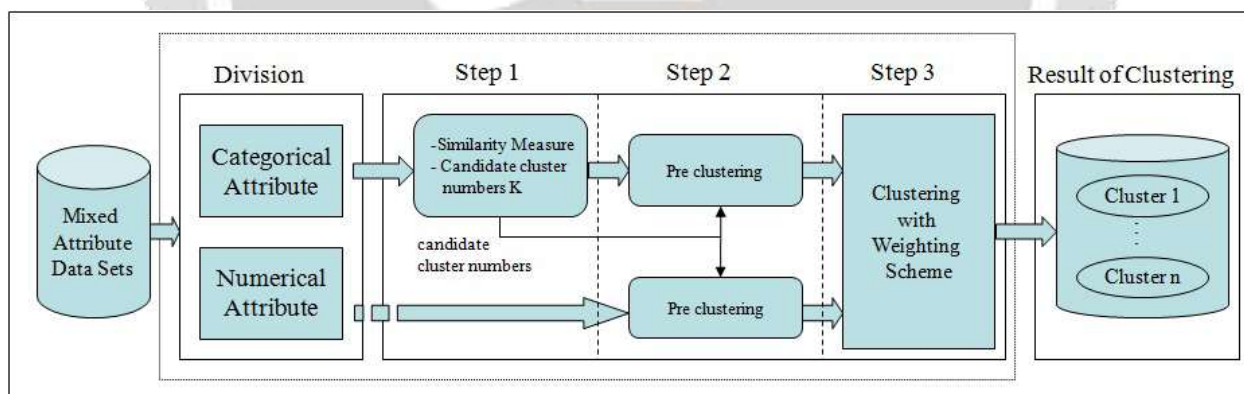 Division
Step 1
Step 2
Step 3
Result of Clustering
Mixed
Attribute
Data Sets
Categorical
Attribute
Numerical
Attribute
-Similarity Measure
- Candidate cluster
numbers K
candidate
cluster numbers
Pre clustering
Pre clustering
Clustering
with
Weighting
Scheme
Cluster 1
Cluster n